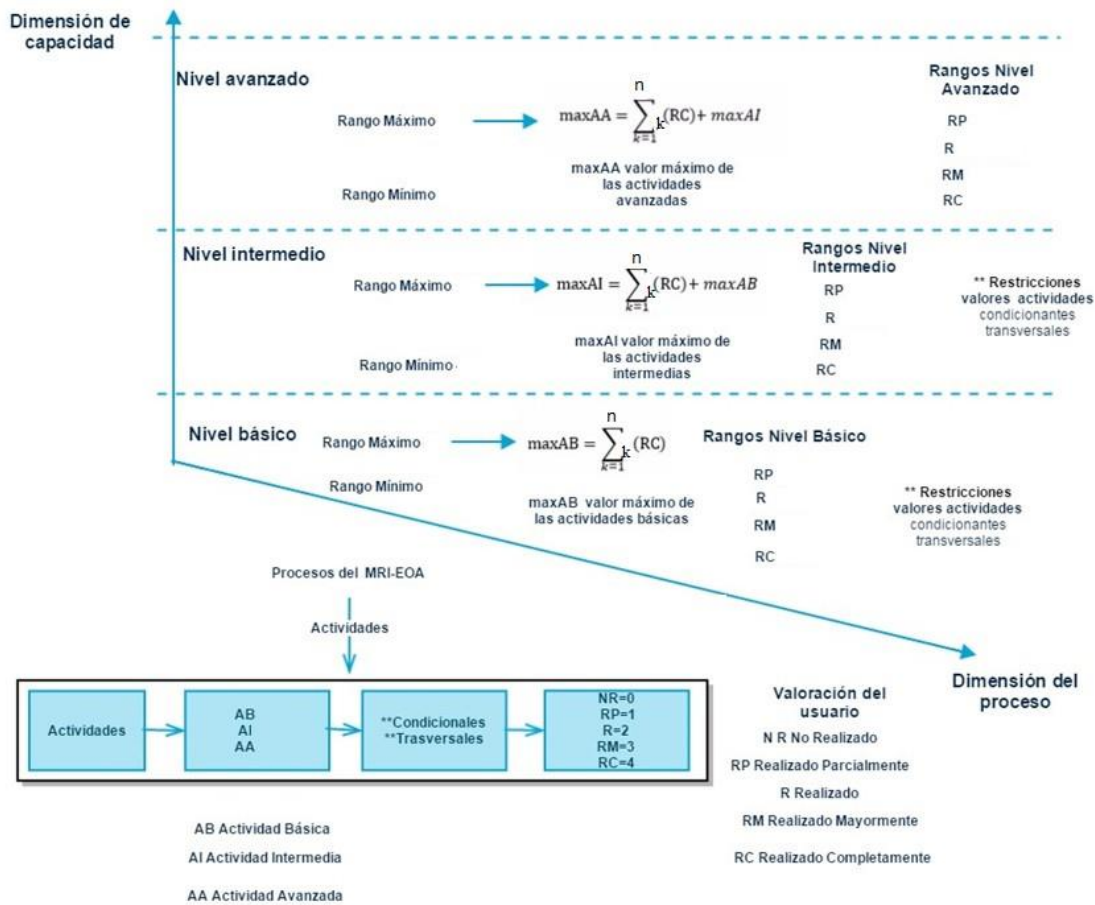 Dimensión de
capacidad
Nivel avanzado
Rango Máximo
maxAA = ∑ k (RC) + maxAI
n
k=1
maxAA valor máximo de
las actividades
avanzadas
Rango Mínimo
Rangos Nivel
Avanzado
RP
R
RM
RC
Nivel intermedio
Rango Máximo
maxAI = ∑ k (RC) + maxAB
n
k=1
maxAI valor máximo de
las actividades
intermedias
Rango Mínimo
Rangos Nivel
Intermedio
RP
R
RM
RC
** Restricciones
valores actividades
condicionantes
transversales
Nivel básico
Rango Máximo
maxAB = ∑ k (RC)
n
k=1
Rango Mínimo
maxAB valor máximo de
las actividades básicas
Rangos Nivel Básico
RP
R
RM
RC
** Restricciones
valores actividades
condicionantes
transversales
Procesos del MRI-EOA
Actividades
Dimensión del
proceso
Actividades
AB
AI
AA
**Condicionales
**Trasversales
NR=0
RP=1
R=2
RM=3
RC=4
Valoración del
usuario
N R No Realizado
RP Realizado Parcialmente
R Realizado
RM Realizado Mayormente
RC Realizado Completamente
AB Actividad Básica
AI Actividad Intermedia
AA Actividad Avanzada